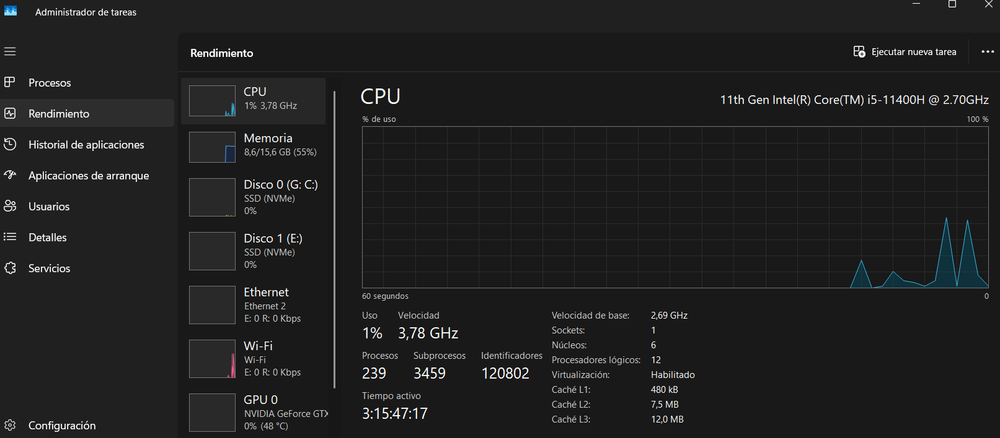 Administrador de tareas
Procesos
Rendimiento
Historial de aplicaciones
Aplicaciones de arranque
Usuarios
Detalles
Servicios
Configuración
Rendimiento
Ejecutar nueva tarea
CPU
1% 3,78 GHz
Memoria
8,6/15,6 GB (55%)
Disco 0 (G: C:)
SSD (NVMe)
0%
Disco 1 (E:)
SSD (NVMe)
0%
Ethernet
Ethernet 2
E: 0 R: 0 Kbps
Wi-Fi
Wi-Fi
E: 0 R: 0 Kbps
GPU 0
NVIDIA GeForce GTX
0% (48 °C)
CPU
11th Gen Intel(R) Core(TM) i5-11400H @ 2.70GHz
% de uso
100 %
60 segundos
0
Uso
1%
Velocidad
3,78 GHz
Procesos
239
Subprocesos
3459
Identificadores
120802
Tiempo activo
3:15:47:17
Velocidad de base: 2,69 GHz
Sockets: 1
Núcleos: 6
Procesadores lógicos: 12
Virtualización: Habilitado
Caché L1: 480 kB
Caché L2: 7,5 MB
Caché L3: 12,0 MB